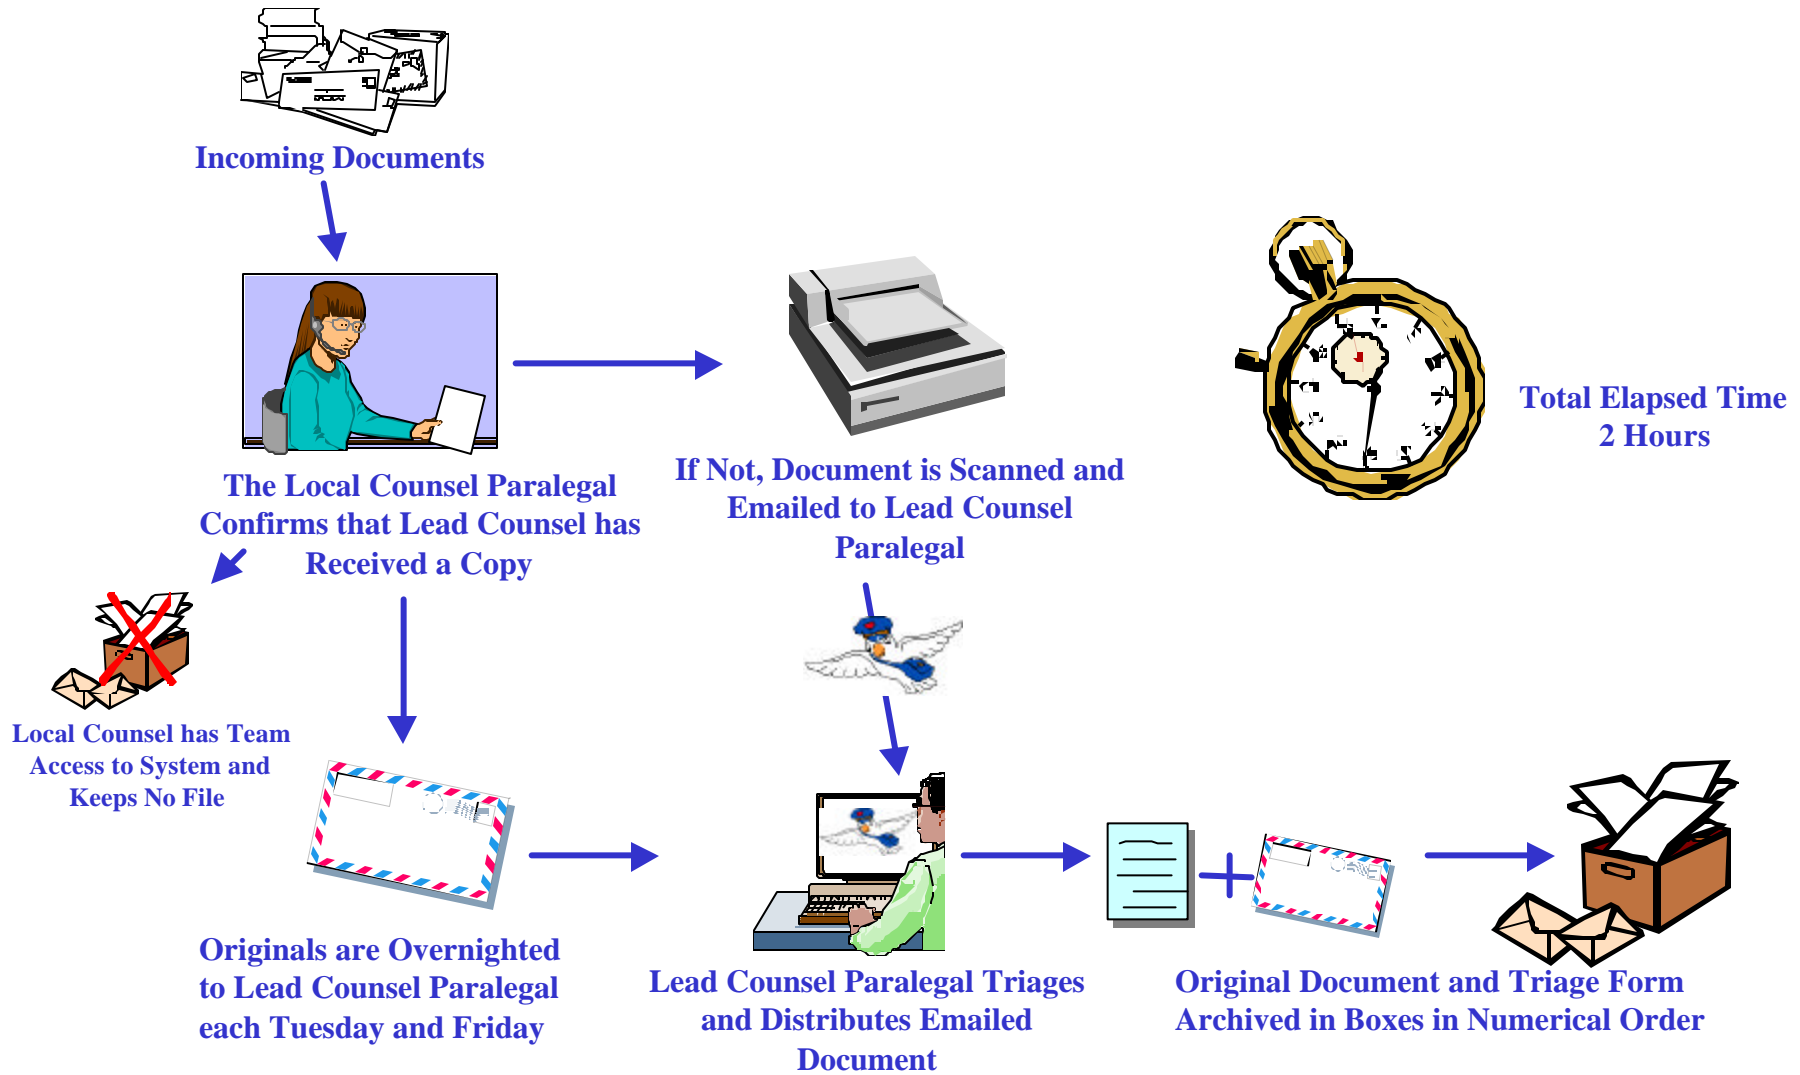 Incoming Documents
The Local Counsel Paralegal
Confirms that Lead Counsel has
Received a Copy
If Not, Document is Scanned and
Emailed to Lead Counsel
Paralegal
Total Elapsed Time
2 Hours
Local Counsel has Team
Access to System and
Keeps No File
Originals are Overnighted
to Lead Counsel Paralegal
each Tuesday and Friday
Lead Counsel Paralegal Triages
and Distributes Emailed
Document
Original Document and Triage Form
Archived in Boxes in Numerical Order